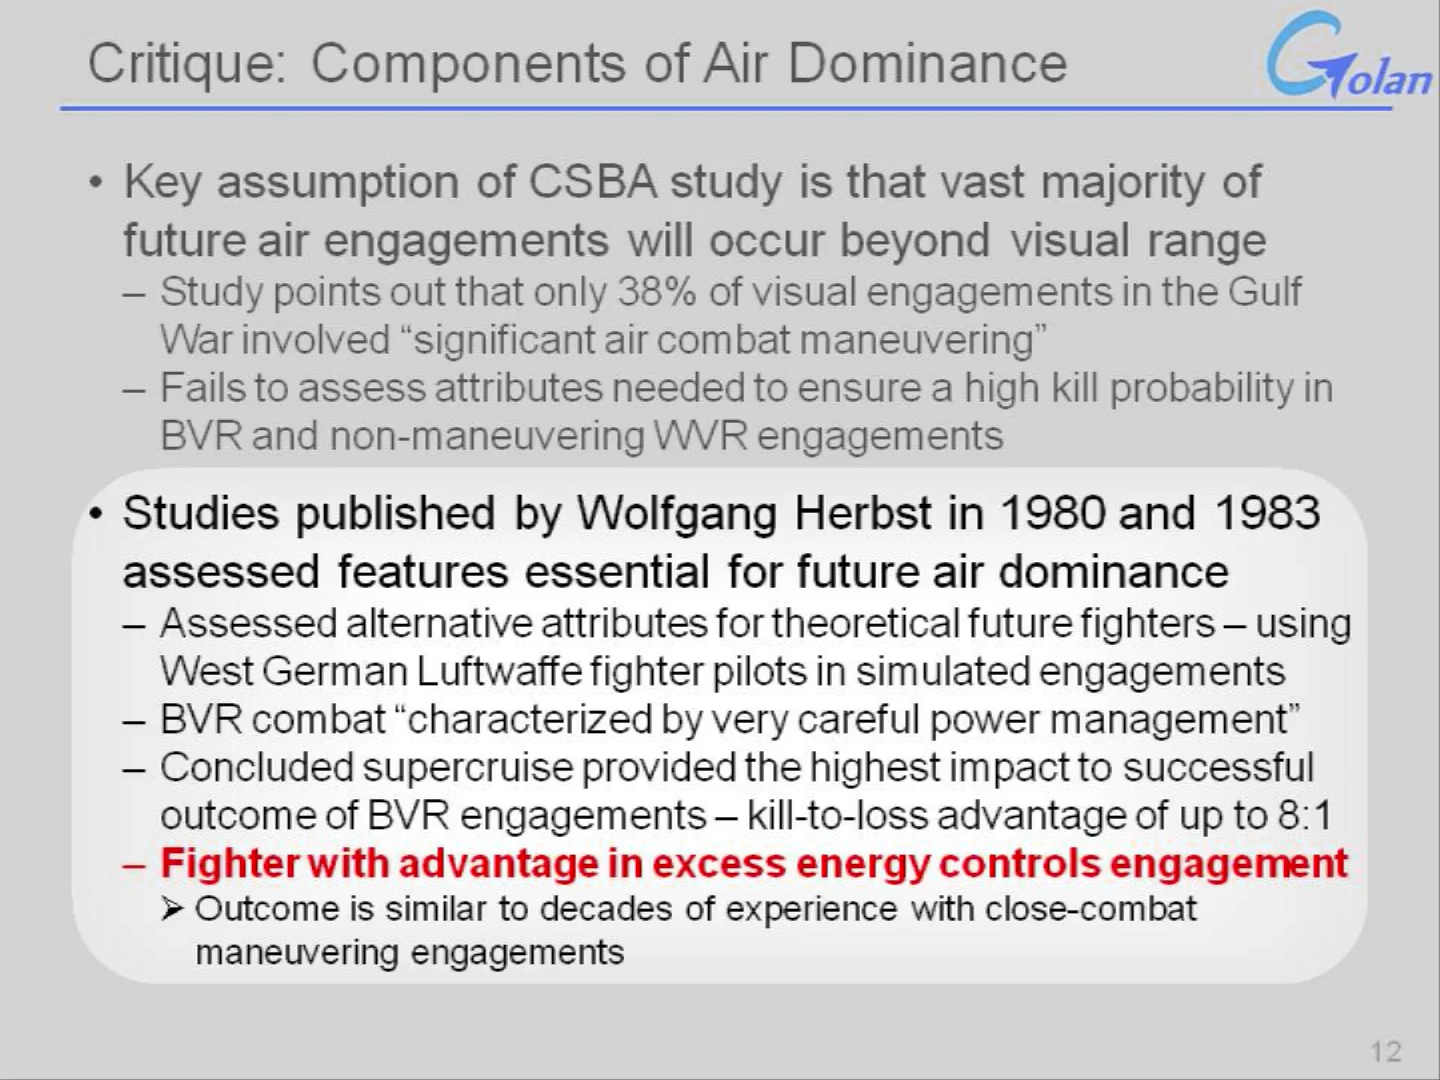 Critique: Components of Air Dominance
Golan
• Key assumption of CSBA study is that vast majority of
future air engagements will occur beyond visual range
– Study points out that only 38% of visual engagements in the Gulf
War involved “significant air combat maneuvering”
– Fails to assess attributes needed to ensure a high kill probability in
BVR and non-maneuvering WVR engagements
• Studies published by Wolfgang Herbst in 1980 and 1983
assessed features essential for future air dominance
– Assessed alternative attributes for theoretical future fighters – using
West German Luftwaffe fighter pilots in simulated engagements
– BVR combat “characterized by very careful power management”
– Concluded supercruise provided the highest impact to successful
outcome of BVR engagements – kill-to-loss advantage of up to 8:1
– Fighter with advantage in excess energy controls engagement
➢ Outcome is similar to decades of experience with close-combat
maneuvering engagements
12